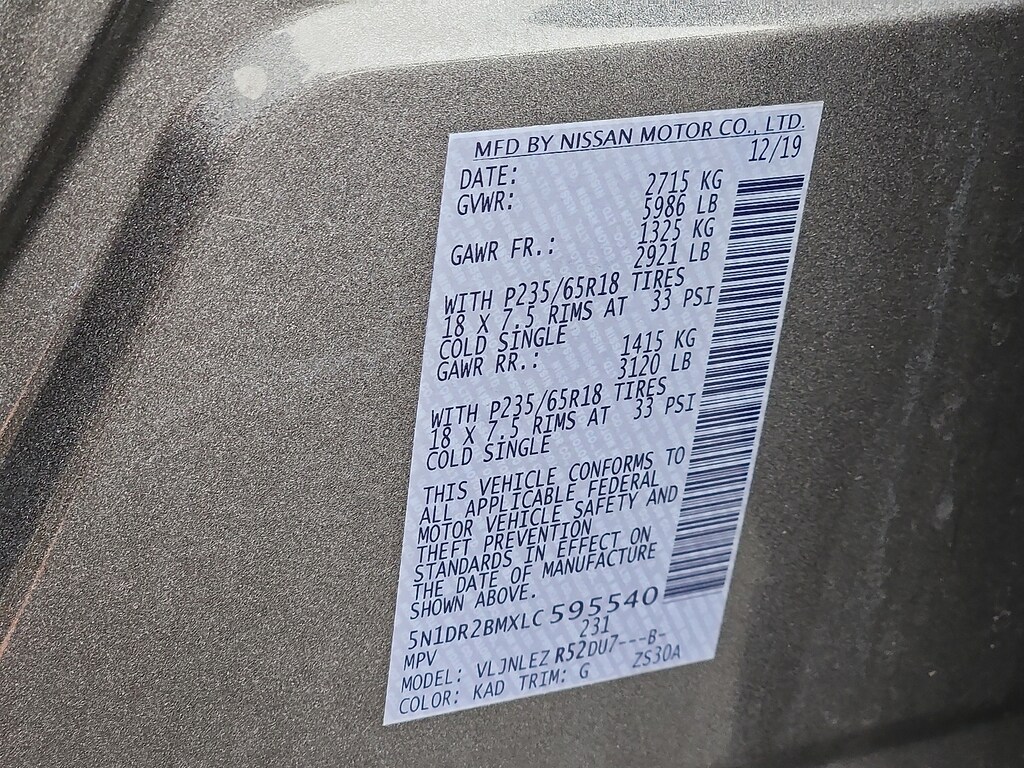 MFD BY NISSAN MOTOR CO., LTD.
DATE: 12/19
GVWR: 2715 KG
5986 LB
GAWR FR.: 1325 KG
2921 LB
WITH P235/65R18 TIRES
18 X 7.5 RIMS AT 33 PSI
COLD SINGLE
GAWR RR.: 1415 KG
3120 LB
WITH P235/65R18 TIRES
18 X 7.5 RIMS AT 33 PSI
COLD SINGLE
THIS VEHICLE CONFORMS TO
ALL APPLICABLE FEDERAL
MOTOR VEHICLE SAFETY AND
THEFT PREVENTION
STANDARDS IN EFFECT ON
THE DATE OF MANUFACTURE
SHOWN ABOVE.
5N1DR2BMXLC595540
MPV 231
MODEL: VLJNLEZ R52DU7---B-
COLOR: KAD TRIM: G ZS30A